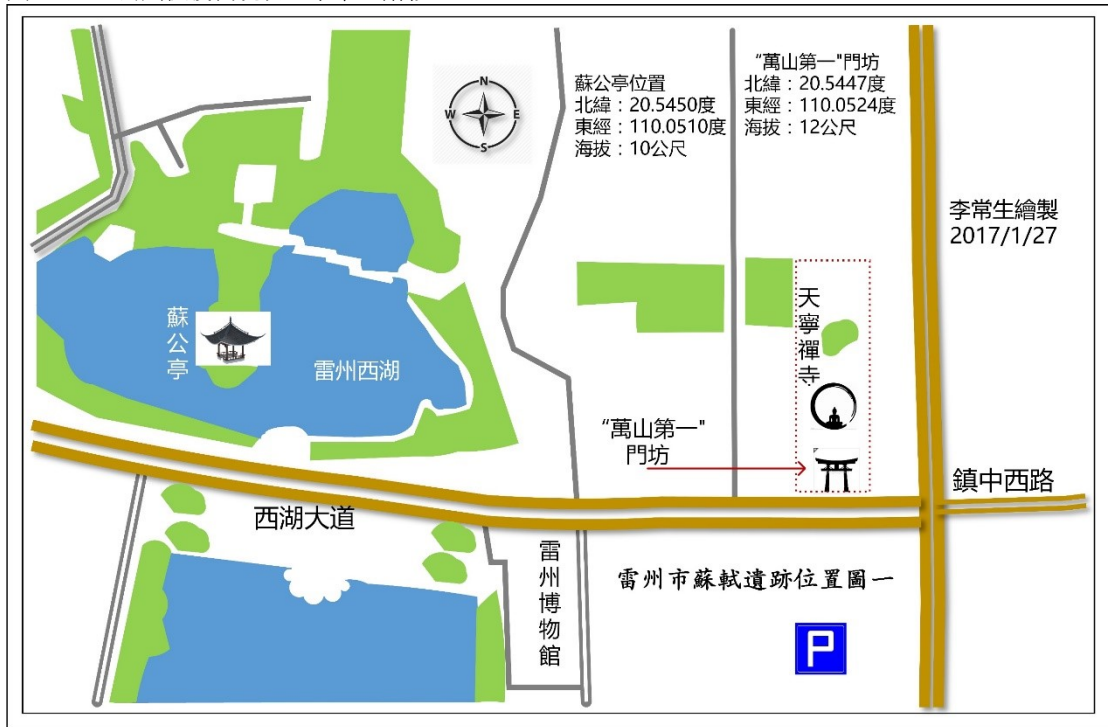 蘇公亭位置
北緯：20.5450度
東經：110.0510度
海拔：10公尺
"萬山第一"門坊
北緯：20.5447度
東經：110.0524度
海拔：12公尺
N
W
E
S
李常生繪製
2017/1/27
蘇公亭
雷州西湖
天寧禪寺
"萬山第一"
門坊
鎮中西路
西湖大道
雷州博物館
雷州市蘇軾遺跡位置圖一
P